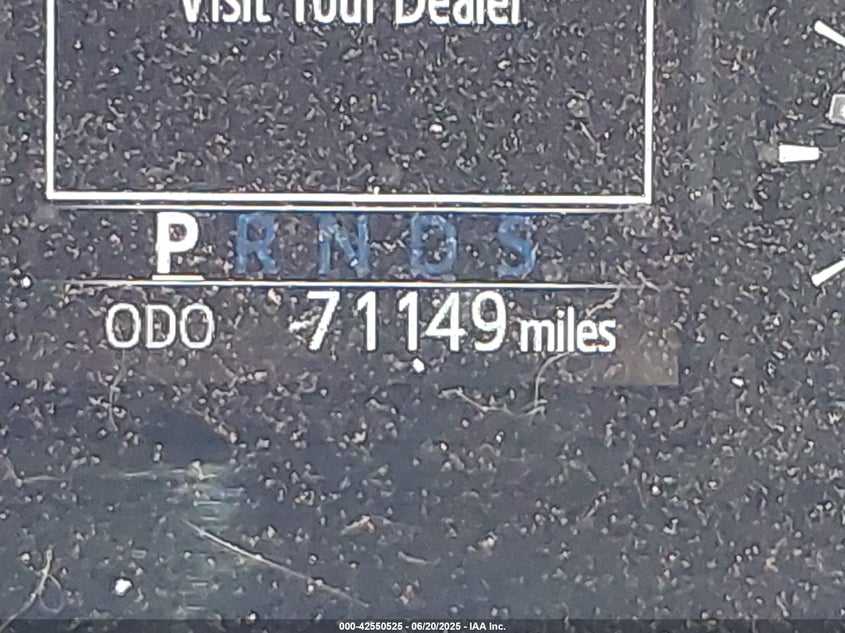 Visit Your Dealer
P R N D S
ODO 71149 miles
000-42550525 - 06/20/2025 - IAA Inc.